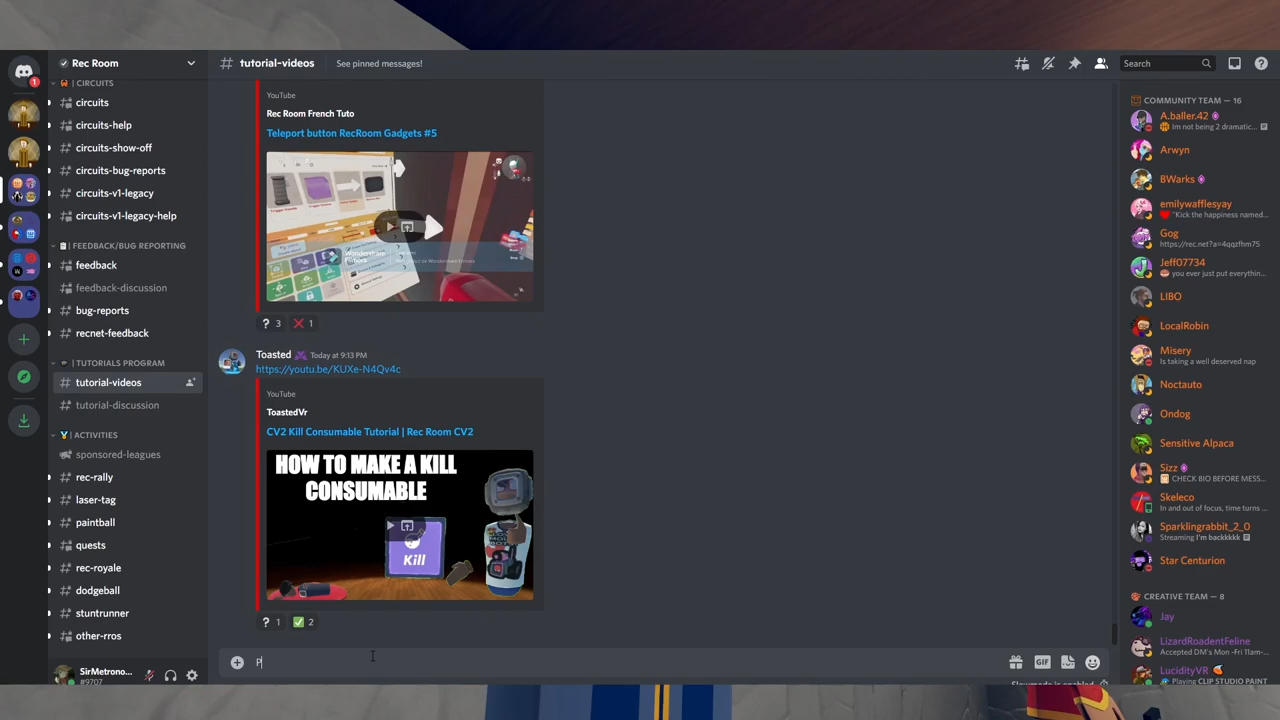 Rec Room
CIRCUITS
circuits
circuits-help
circuits-show-off
circuits-bug-reports
circuits-v1-legacy
circuits-v1-legacy-help
| FEEDBACK/BUG REPORTING
feedback
feedback-discussion
bug-reports
recnet-feedback
| TUTORIALS PROGRAM
tutorial-videos
tutorial-discussion
| ACTIVITIES
sponsored-leagues
rec-rally
laser-tag
paintball
quests
rec-royale
dodgeball
stuntrunner
other-rros
SirMetrono...
#9707
1
# tutorial-videos
See pinned messages!
Search
YouTube
Rec Room French Tuto
Teleport button RecRoom Gadgets #5
? 3
1
Toasted Today at 9:13 PM
https://youtu.be/KUXe-N4Qv4c
YouTube
ToastedVr
CV2 Kill Consumable Tutorial | Rec Room CV2
HOW TO MAKE A KILL
CONSUMABLE
Kill
? 1
2
P
GIF
Slowmode is enabled.
COMMUNITY TEAM — 16
A.baller.42
Im not being 2 dramatic...
Arwyn
BWarks
emilywafflesyay
"Kick the happiness named...
Gog
https://rec.net?a=4qqzfhm75
Jeff07734
you ever just put everythin...
LIBO
LocalRobin
Misery
Is taking a well deserved nap
Noctauto
Ondog
Sensitive Alpaca
Sizz
CHECK BIO BEFORE MESS...
Skeleco
In and out of focus, time turns ...
Sparklingrabbit_2_0
Streaming I'm backkkkk
Star Centurion
CREATIVE TEAM — 8
Jay
LizardRoadentFeline
Accepted DM's Mon -Fri 11am-...
LucidityVR
Playing CLIP STUDIO PAINT